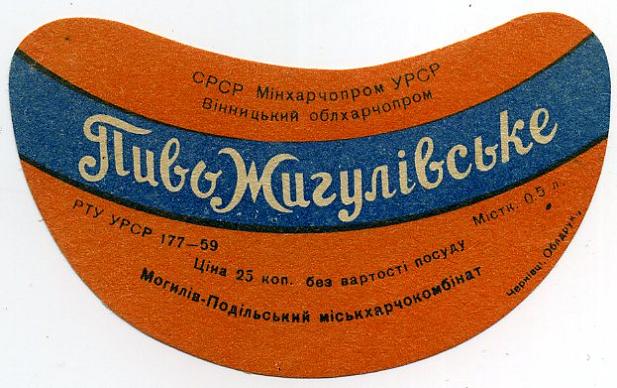 СРСР Мінхарчопром УРСР
Вінницький облхарчопром
Пиво Жигулівське
РТУ УРСР 177—59
Містк. 0,5 л.
Ціна 25 коп. без вартості посуду
Могилів-Подільський міськхарчокомбінат
Чернівці, Облдрук.